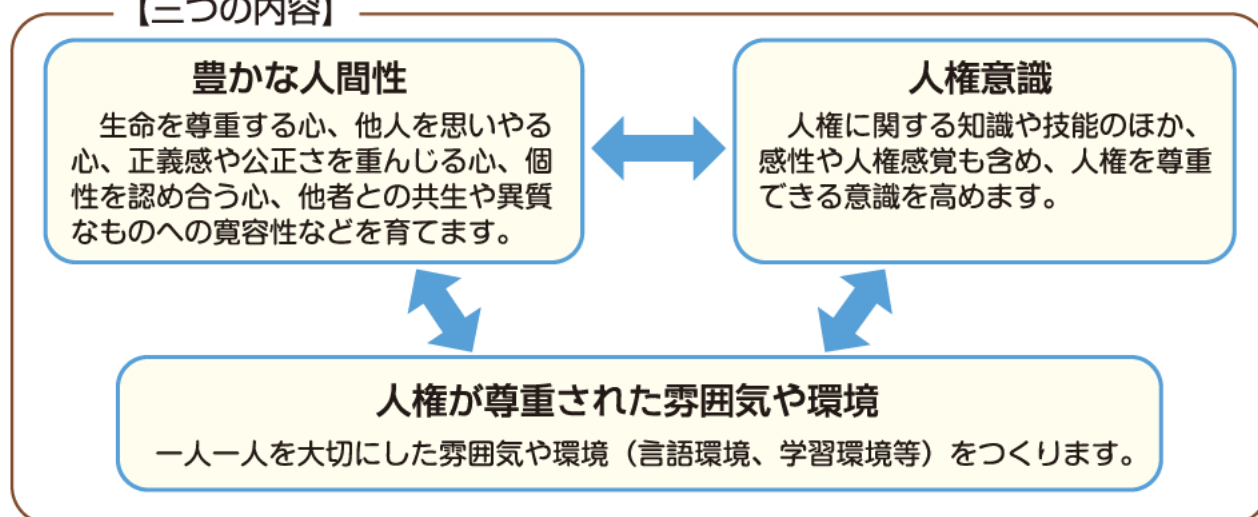 【三つの内容】
豊かな人間性
生命を尊重する心、他人を思いやる
心、正義感や公正さを重んじる心、個
性を認め合う心、他者との共生や異質
なものへの寛容性などを育てます。
人権意識
人権に関する知識や技能のほか、
感性や人権感覚も含め、人権を尊重
できる意識を高めます。
人権が尊重された雰囲気や環境
一人一人を大切にした雰囲気や環境（言語環境、学習環境等）をつくります。